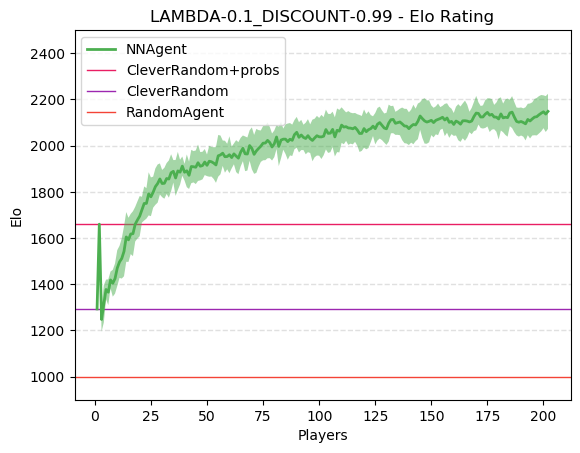 LAMBDA-0.1_DISCOUNT-0.99 - Elo Rating
NNAgent
CleverRandom+probs
CleverRandom
RandomAgent
Elo
2400
2200
2000
1800
1600
1400
1200
1000
0 25 50 75 100 125 150 175 200
Players